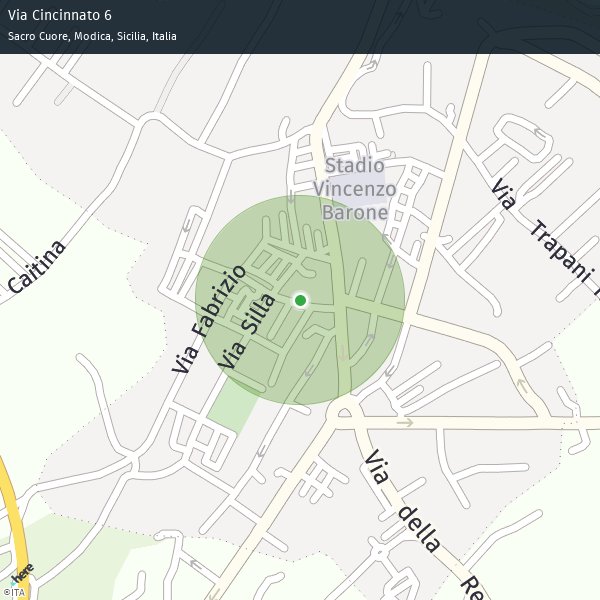 Via Cincinnato 6
Sacro Cuore, Modica, Sicilia, Italia
Stadio
Vincenzo
Barone
Via Trapani
Caitina
Via Fabrizio
Via Silla
Via della
Re
here
©ITA